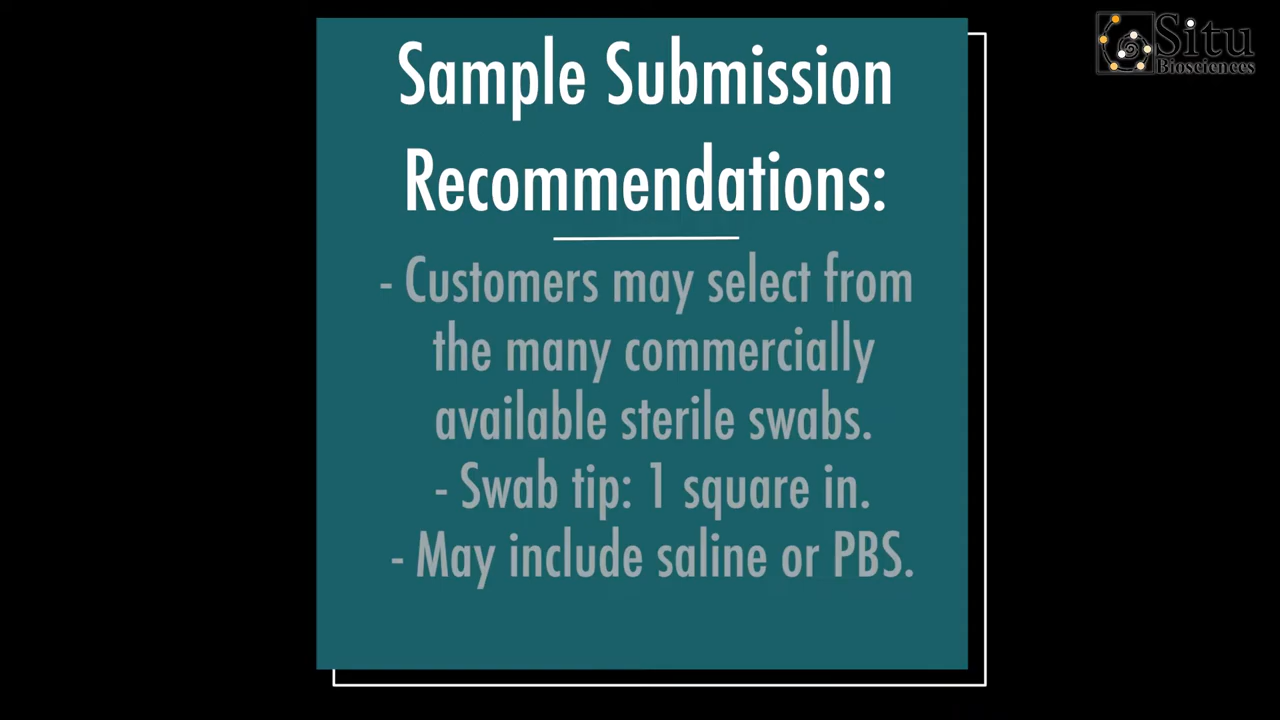 Sample Submission
Recommendations:
- Customers may select from
the many commercially
available sterile swabs.
- Swab tip: 1 square in.
- May include saline or PBS.
Situ
Biosciences